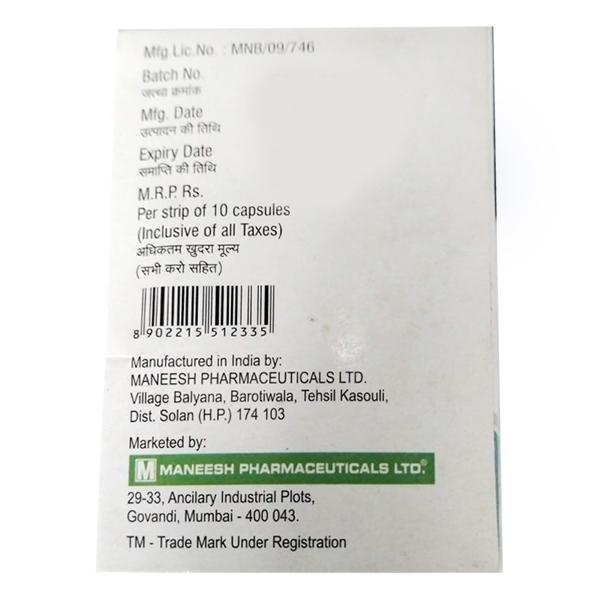 Mfg.Lic.No. : MNB/09/746
Batch No.
जत्था क्रमांक
Mfg. Date
उत्पादन की तिथि
Expiry Date
समाप्ति की तिथि
M.R.P. Rs.
Per strip of 10 capsules
(Inclusive of all Taxes)
अधिकतम खुदरा मूल्य
(सभी करो सहित)
8 902215 512335
Manufactured in India by:
MANEESH PHARMACEUTICALS LTD.
Village Balyana, Barotiwala, Tehsil Kasouli,
Dist. Solan (H.P.) 174 103
Marketed by:
M MANEESH PHARMACEUTICALS LTD.®
29-33, Ancilary Industrial Plots,
Govandi, Mumbai - 400 043.
TM - Trade Mark Under Registration